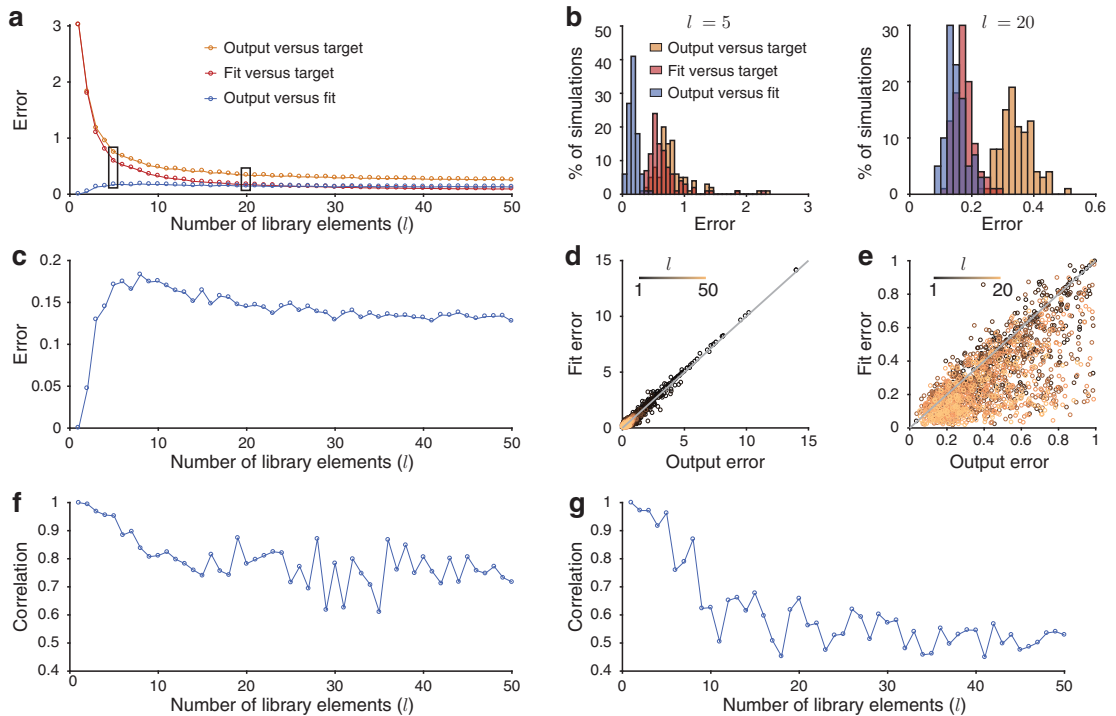 a
3
2
1
0
Error
0 10 20 30 40 50
Number of library elements (l)
Output versus target
Fit versus target
Output versus fit
b
l = 5
50
40
30
20
10
0
% of simulations
0 1 2 3
Error
Output versus target
Fit versus target
Output versus fit
l = 20
30
20
10
0
% of simulations
0 0.2 0.4 0.6
Error
c
0.2
0.15
0.1
0.05
0
Error
0 10 20 30 40 50
Number of library elements (l)
d
15
10
5
0
Fit error
l
1 50
0 5 10 15
Output error
e
1
0.8
0.6
0.4
0.2
0
Fit error
l
1 20
0 0.2 0.4 0.6 0.8 1
Output error
f
1
0.9
0.8
0.7
0.6
0.5
0.4
Correlation
0 10 20 30 40 50
Number of library elements (l)
g
1
0.9
0.8
0.7
0.6
0.5
0.4
Correlation
0 10 20 30 40 50
Number of library elements (l)